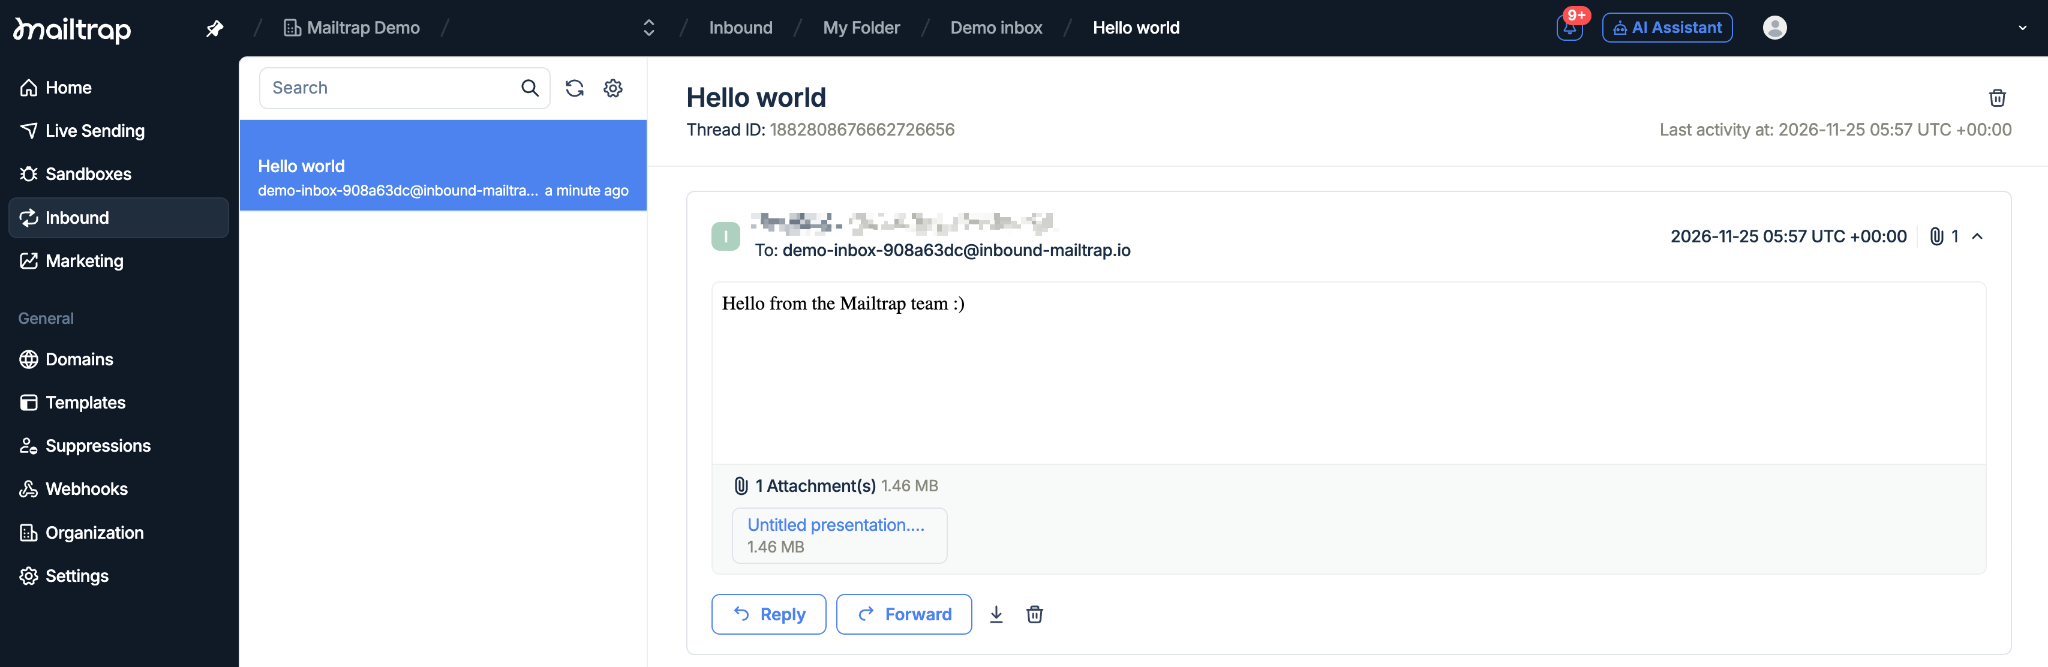 mailtrap
Mailtrap Demo
Inbound
My Folder
Demo inbox
Hello world
9+
AI Assistant
Home
Live Sending
Sandboxes
Inbound
Marketing
General
Domains
Templates
Suppressions
Webhooks
Organization
Settings
Search
Hello world
demo-inbox-908a63dc@inbound-mailtra... a minute ago
Hello world
Thread ID: 1882808676662726656
Last activity at: 2026-11-25 05:57 UTC +00:00
I
To: demo-inbox-908a63dc@inbound-mailtrap.io
2026-11-25 05:57 UTC +00:00
1
Hello from the Mailtrap team :)
1 Attachment(s) 1.46 MB
Untitled presentation....
1.46 MB
Reply
Forward